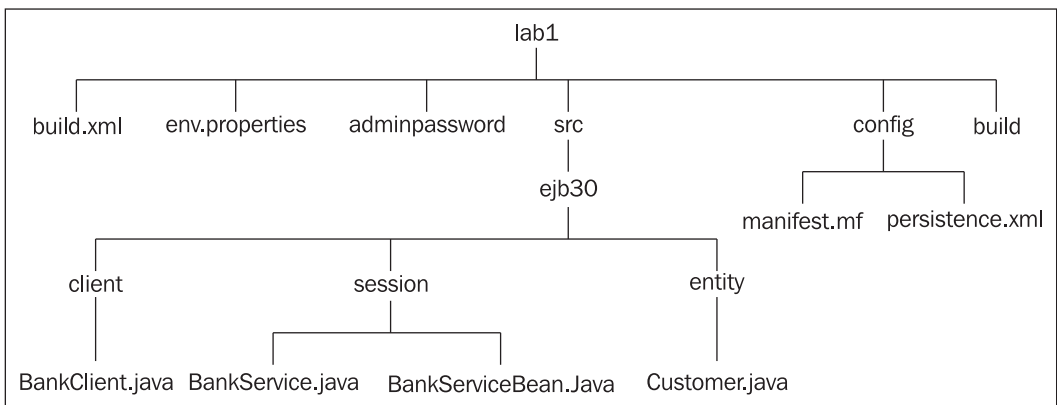 lab1
build.xml env.properties adminpassword src config build
ejb30 manifest.mf persistence.xml
client session entity
BankClient.java BankService.java BankServiceBean.Java Customer.java